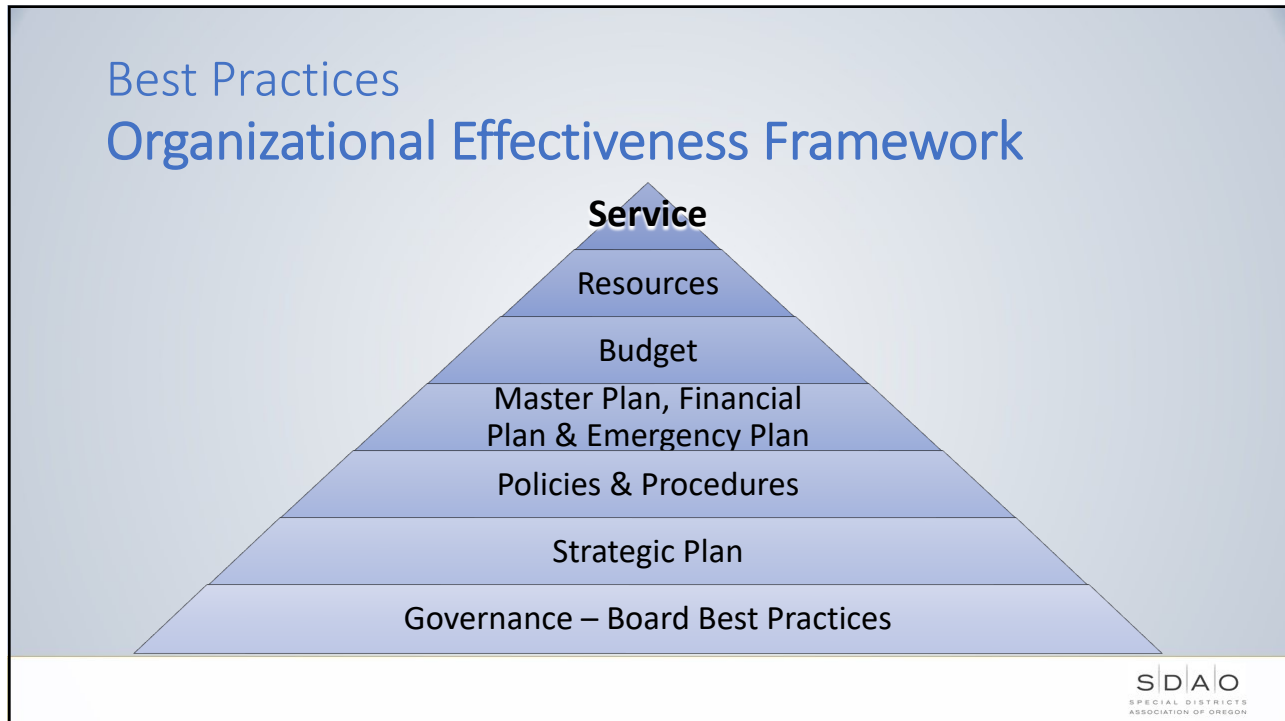 Best Practices
Organizational Effectiveness Framework
Service
Resources
Budget
Master Plan, Financial
Plan & Emergency Plan
Policies & Procedures
Strategic Plan
Governance – Board Best Practices
SDAO
SPECIAL DISTRICTS
ASSOCIATION OF OREGON